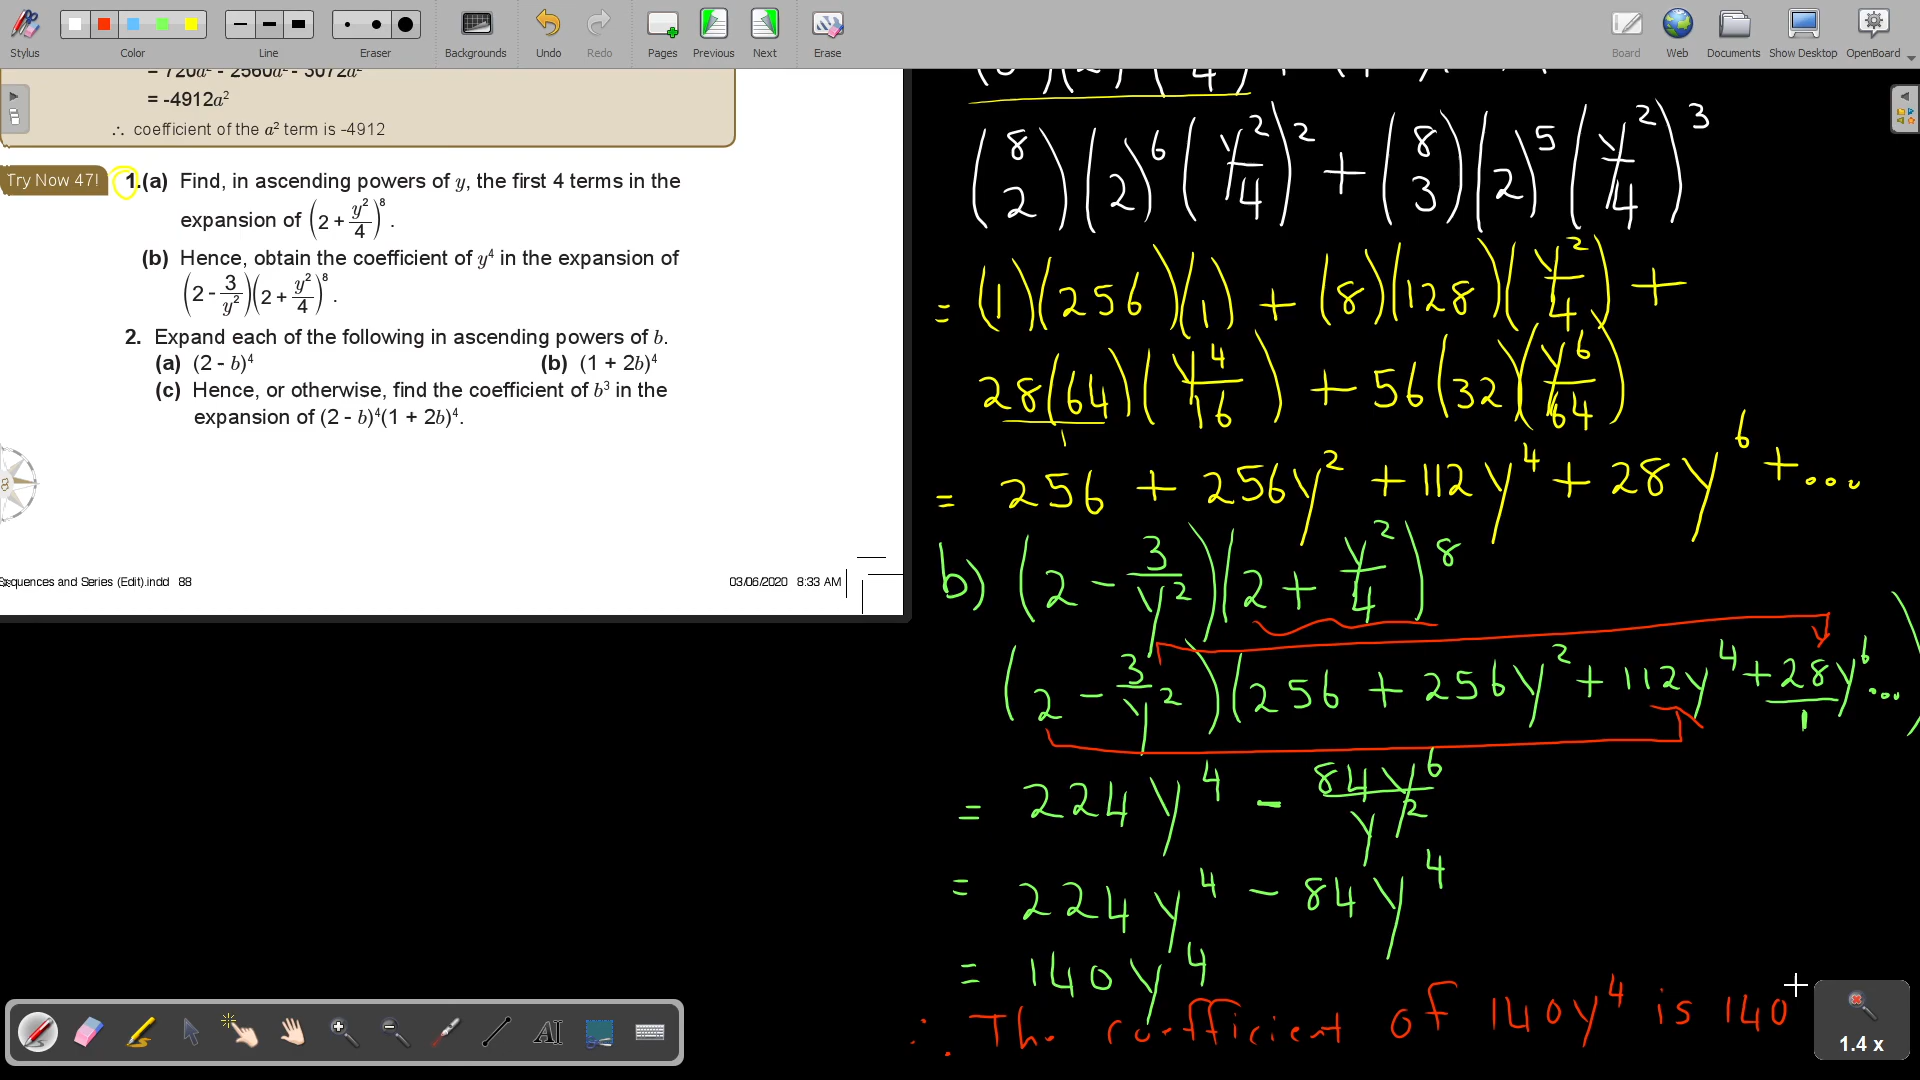 Stylus Color Line Eraser Backgrounds Undo Redo Pages Previous Next Erase Board Web Documents Show Desktop OpenBoard
= 720a² - 2560a² - 3072a²
= -4912a²
∴ coefficient of the a² term is -4912
Try Now 47!
1.(a) Find, in ascending powers of y, the first 4 terms in the
expansion of (2 + y²/4)⁸.
(b) Hence, obtain the coefficient of y⁴ in the expansion of
(2 - 3/y²)(2 + y²/4)⁸.
2. Expand each of the following in ascending powers of b.
(a) (2 - b)⁴ (b) (1 + 2b)⁴
(c) Hence, or otherwise, find the coefficient of b³ in the
expansion of (2 - b)⁴(1 + 2b)⁴.
88
Sequences and Series (Edit).indd 88 03/06/2020 8:33 AM
(8 2)(2)⁶(y²/4)² + (8 3)(2)⁵(y²/4)³
= (1)(256)(1) + (8)(128)(y²/4) +
28(64)(y⁴/16) + 56(32)(y⁶/64)
1
= 256 + 256y² + 112y⁴ + 28y⁶ + ...
b) (2 - 3/y²)(2 + y²/4)⁸
(2 - 3/y²)(256 + 256y² + 112y⁴ + 28y⁶/1 ...)
= 224y⁴ - 84y⁶/y²
= 224y⁴ - 84y⁴
= 140y⁴
∴ The coefficient of 140y⁴ is 140
1.4 x